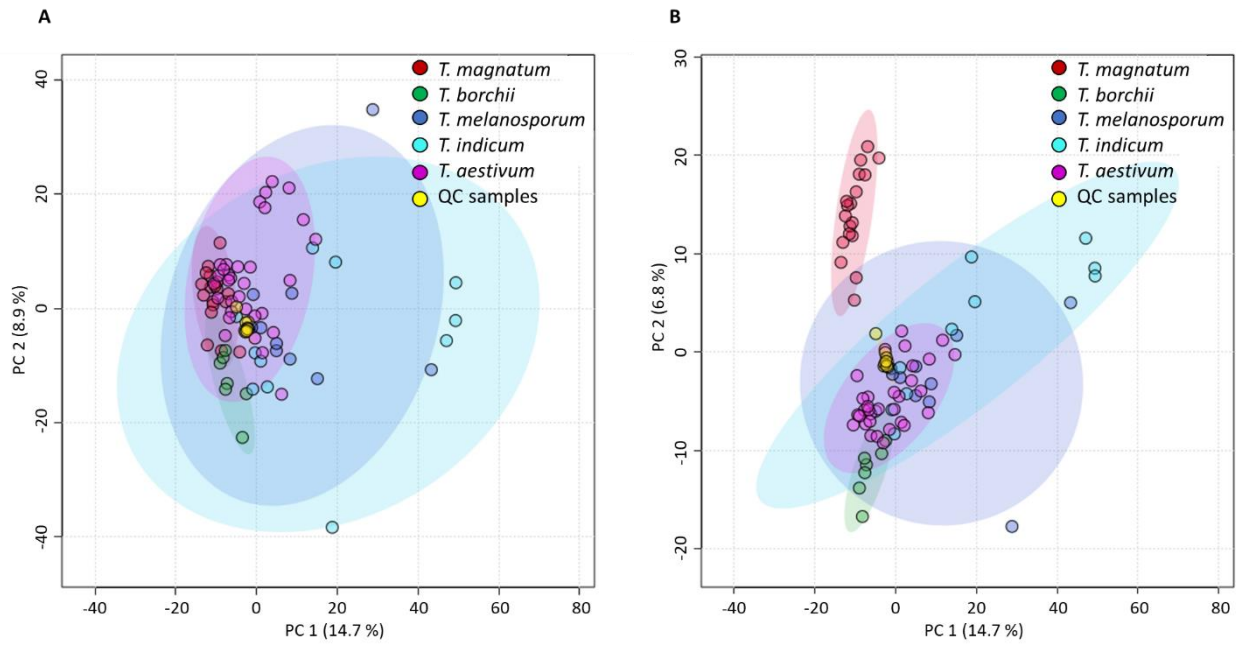 A
T. magnatum
T. borchii
T. melanosporum
T. indicum
T. aestivum
QC samples
PC 2 (8.9 %)
40
20
0
-20
-40
-40 -20 0 20 40 60 80
PC 1 (14.7 %)
B
T. magnatum
T. borchii
T. melanosporum
T. indicum
T. aestivum
QC samples
PC 2 (6.8 %)
30
20
10
0
-10
-20
-40 -20 0 20 40 60 80
PC 1 (14.7 %)